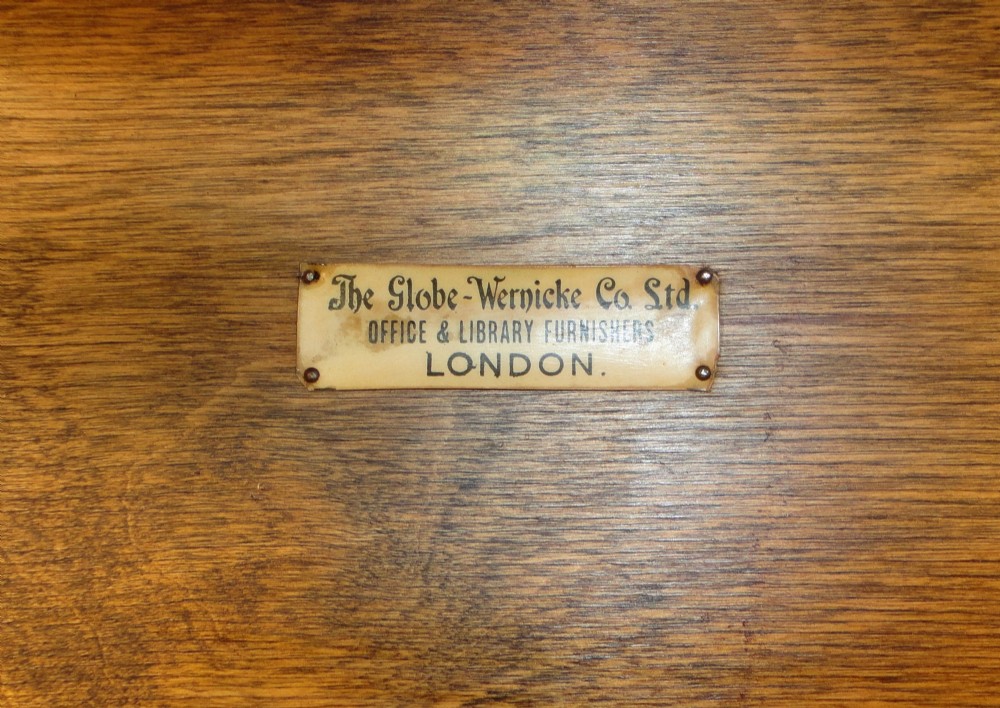 The Globe-Wernicke Co. Ltd.
OFFICE & LIBRARY FURNISHERS
LONDON.